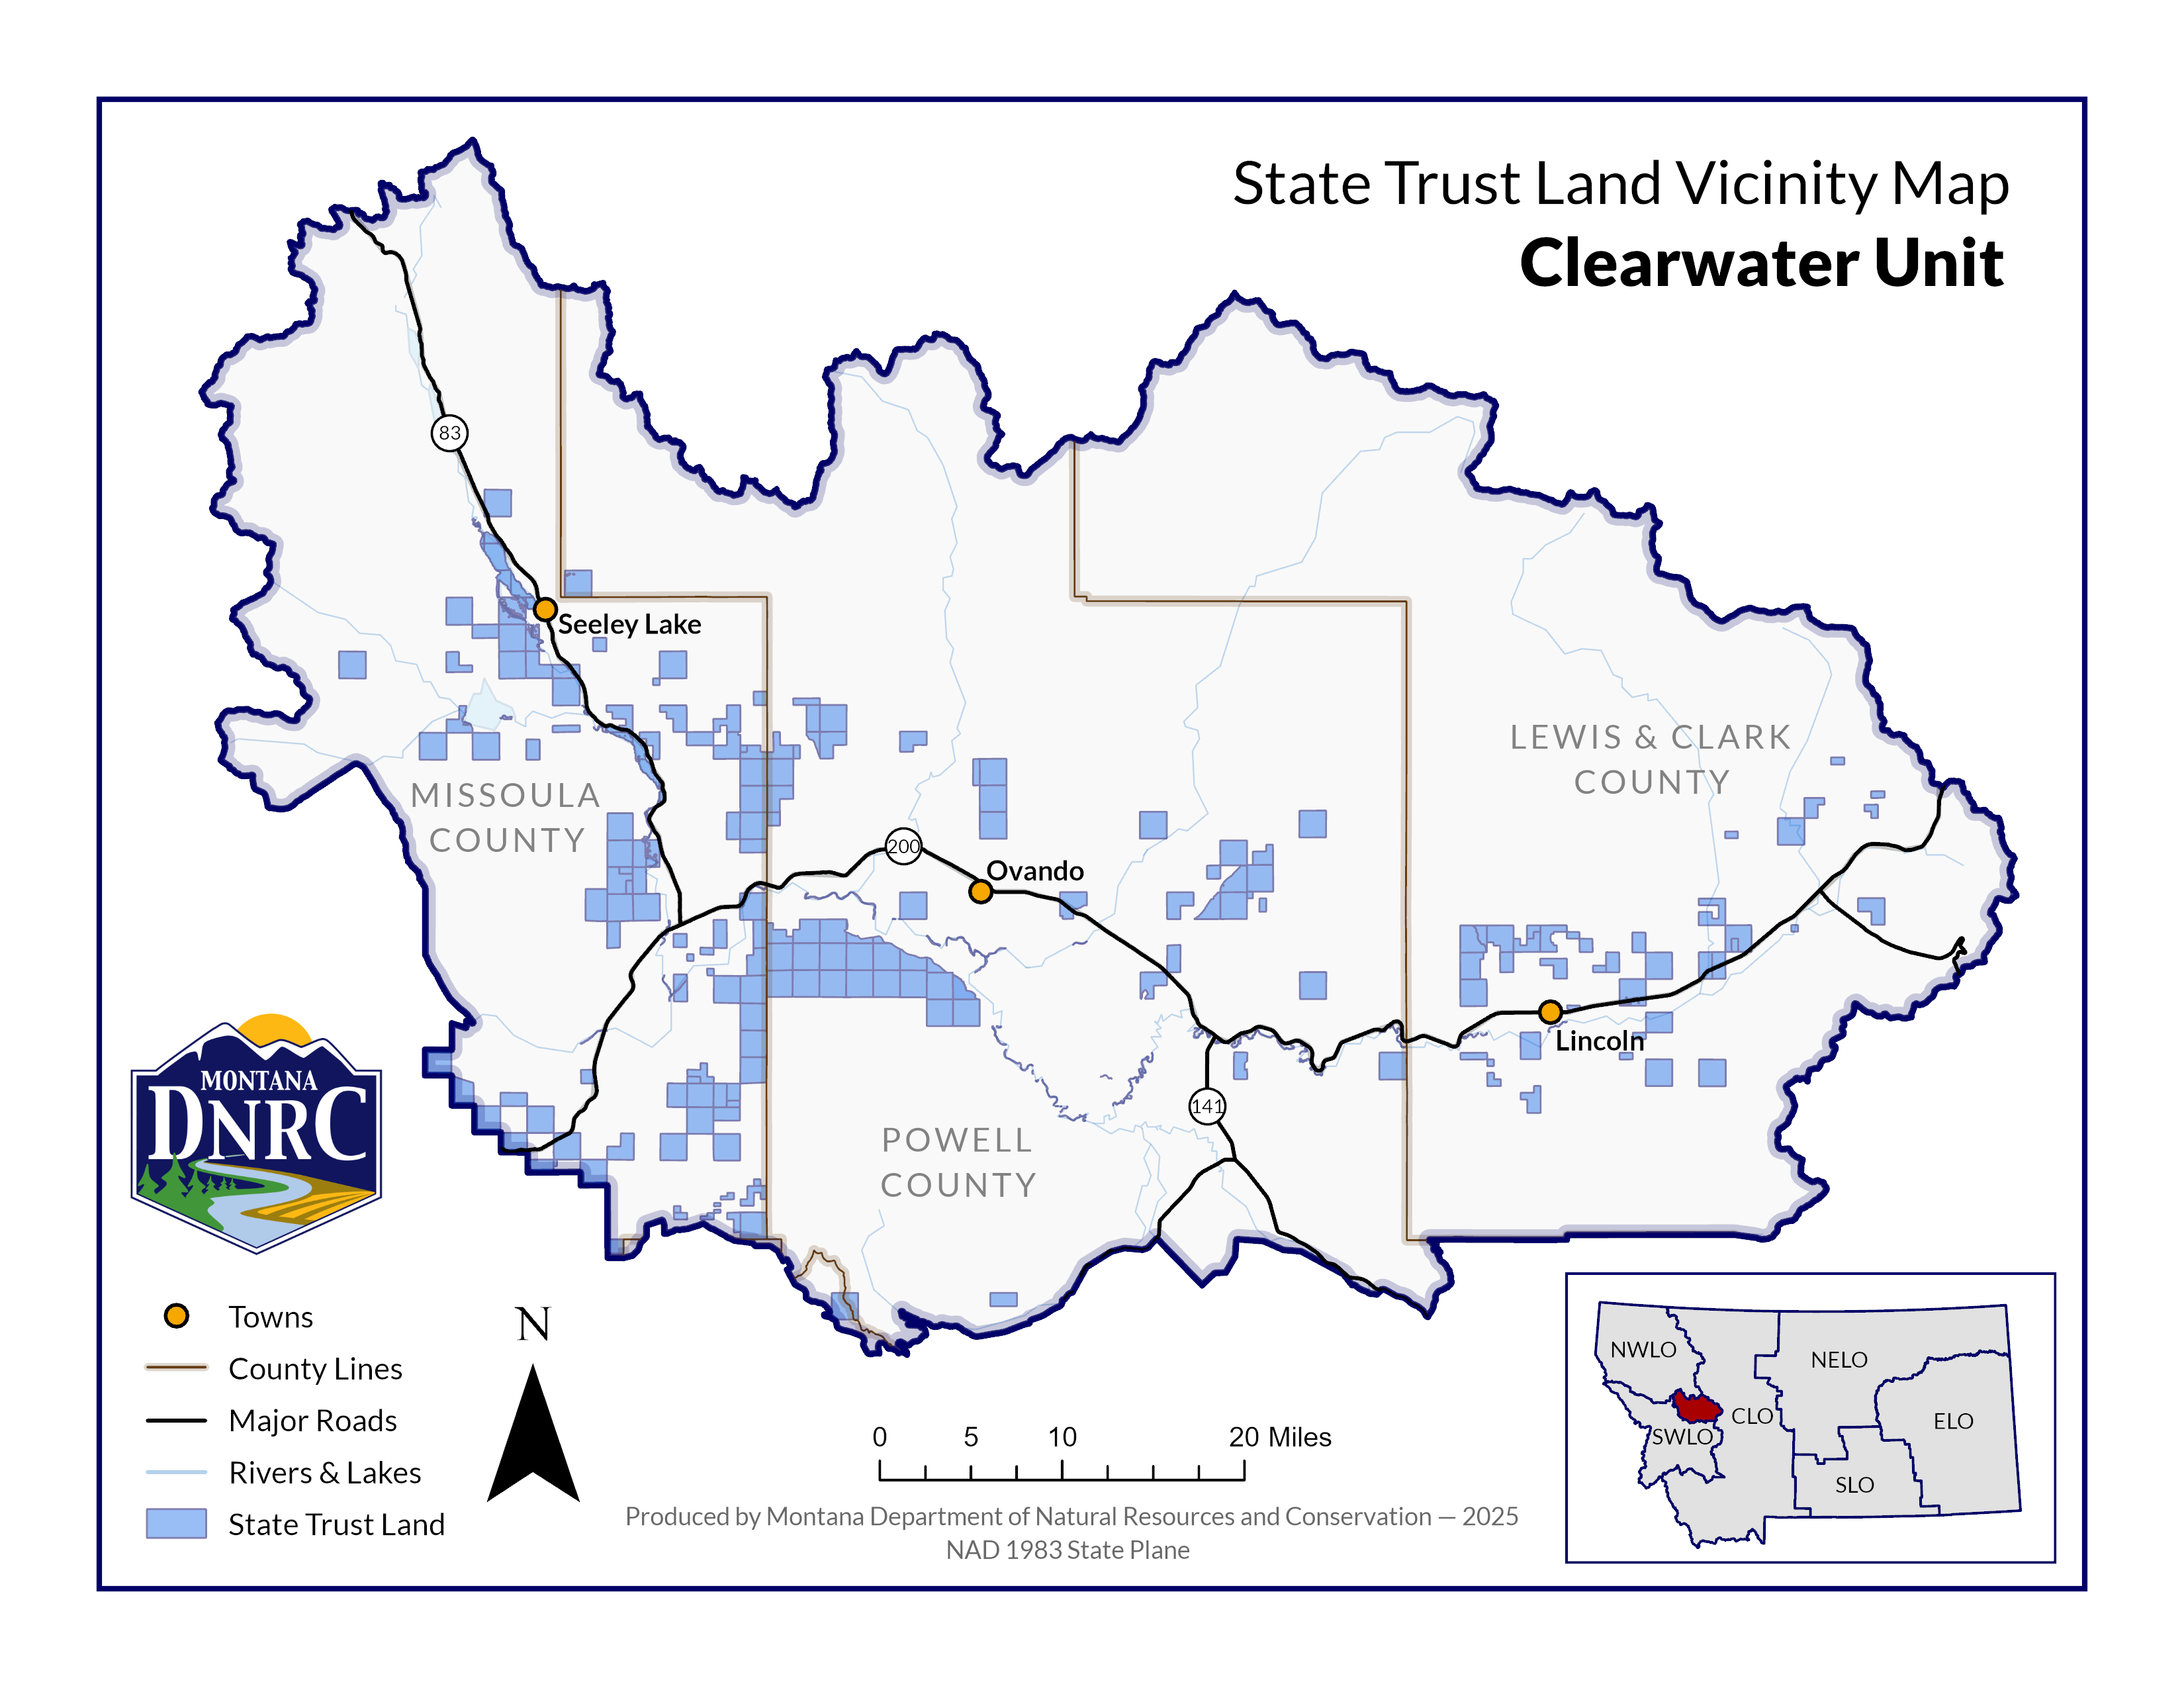 State Trust Land Vicinity Map
Clearwater Unit
83
Seeley Lake
LEWIS & CLARK
COUNTY
MISSOULA
COUNTY
200
Ovando
Lincoln
141
POWELL
COUNTY
MONTANA
DNRC
Towns
County Lines
Major Roads
Rivers & Lakes
State Trust Land
N
0 5 10 20 Miles
Produced by Montana Department of Natural Resources and Conservation — 2025
NAD 1983 State Plane
NWLO
NELO
CLO
ELO
SWLO
SLO